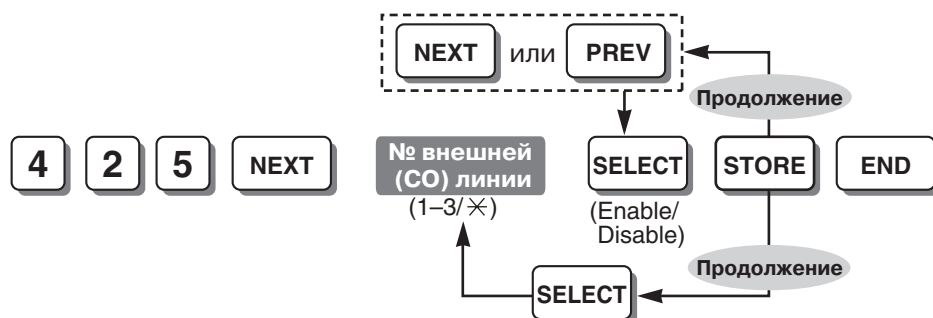 NEXT или PREV
Продолжение
4 2 5 NEXT № внешней (CO) линии SELECT STORE END
(1–3/✳)
(Enable/
Disable)
Продолжение
SELECT